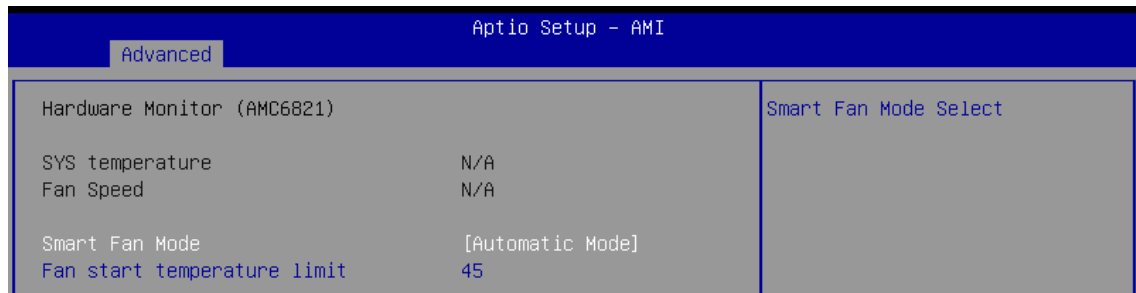 Aptio Setup - AMI
Advanced
Hardware Monitor (AMC6821)
Smart Fan Mode Select
SYS temperature N/A
Fan Speed N/A
Smart Fan Mode [Automatic Mode]
Fan start temperature limit 45